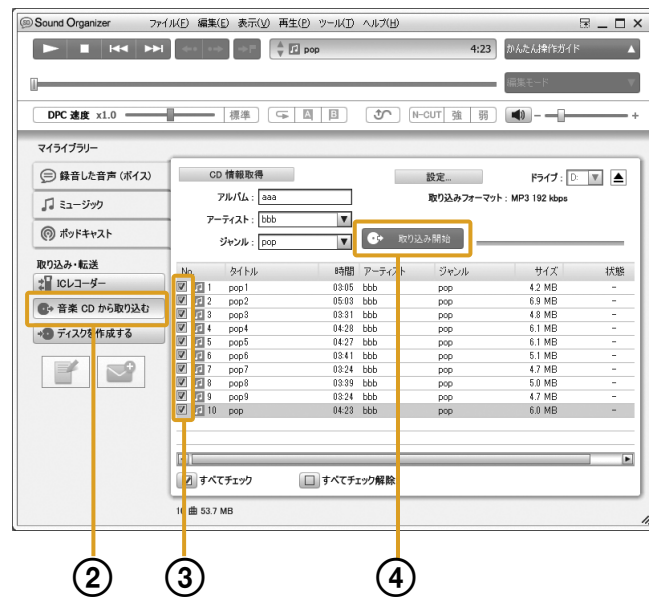 Sound Organizer ファイル(F) 編集(E) 表示(V) 再生(P) ツール(T) ヘルプ(H)
pop 4:23 かんたん操作ガイド
編集モード
DPC 速度 x1.0 標準 A B N-CUT 強 弱
マイライブラリー
録音した音声 (ボイス)
ミュージック
ポッドキャスト
取り込み・転送
ICレコーダー
音楽 CD から取り込む
ディスクを作成する
CD 情報取得 設定... ドライブ : D:
アルバム : aaa 取り込みフォーマット : MP3 192 kbps
アーティスト : bbb
ジャンル : pop 取り込み開始
No. タイトル 時間 アーティスト ジャンル サイズ 状態
1 pop1 03:05 bbb pop 4.2 MB -
2 pop2 05:03 bbb pop 6.9 MB -
3 pop3 03:31 bbb pop 4.8 MB -
4 pop4 04:28 bbb pop 6.1 MB -
5 pop5 04:27 bbb pop 6.1 MB -
6 pop6 03:41 bbb pop 5.1 MB -
7 pop7 03:24 bbb pop 4.7 MB -
8 pop8 03:39 bbb pop 5.0 MB -
9 pop9 03:24 bbb pop 4.7 MB -
10 pop 04:23 bbb pop 6.0 MB -
すべてチェック すべてチェック解除
53.7 MB
② ③ ④